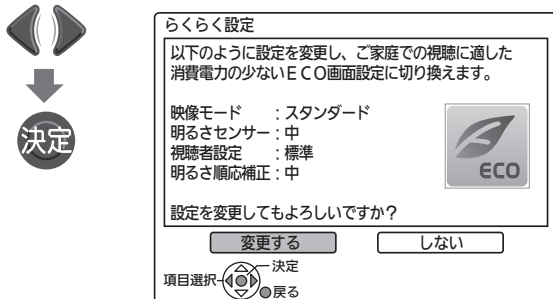 決定
らくらく設定
以下のように設定を変更し、ご家庭での視聴に適した
消費電力の少ないＥＣＯ画面設定に切り換えます。
映像モード　：スタンダード
明るさセンサー：中
視聴者設定　：標準
明るさ順応補正：中
ECO
設定を変更してもよろしいですか？
変更する　しない
決定
項目選択
戻る